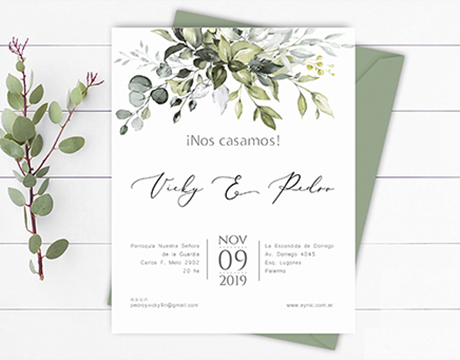 ¡Nos casamos!
Vicky & Pedro
Parroquia Nuestra Señora
de la Guardia
Carlos F. Melo 2902
20 hs
NOV
09
2019
La Escondida de Dorrego
Av. Dorrego 4045
Esq. Lugones
Palermo
R.S.V.P.
pedroyvicky9n@gmail.com
www.eynic.com.ar